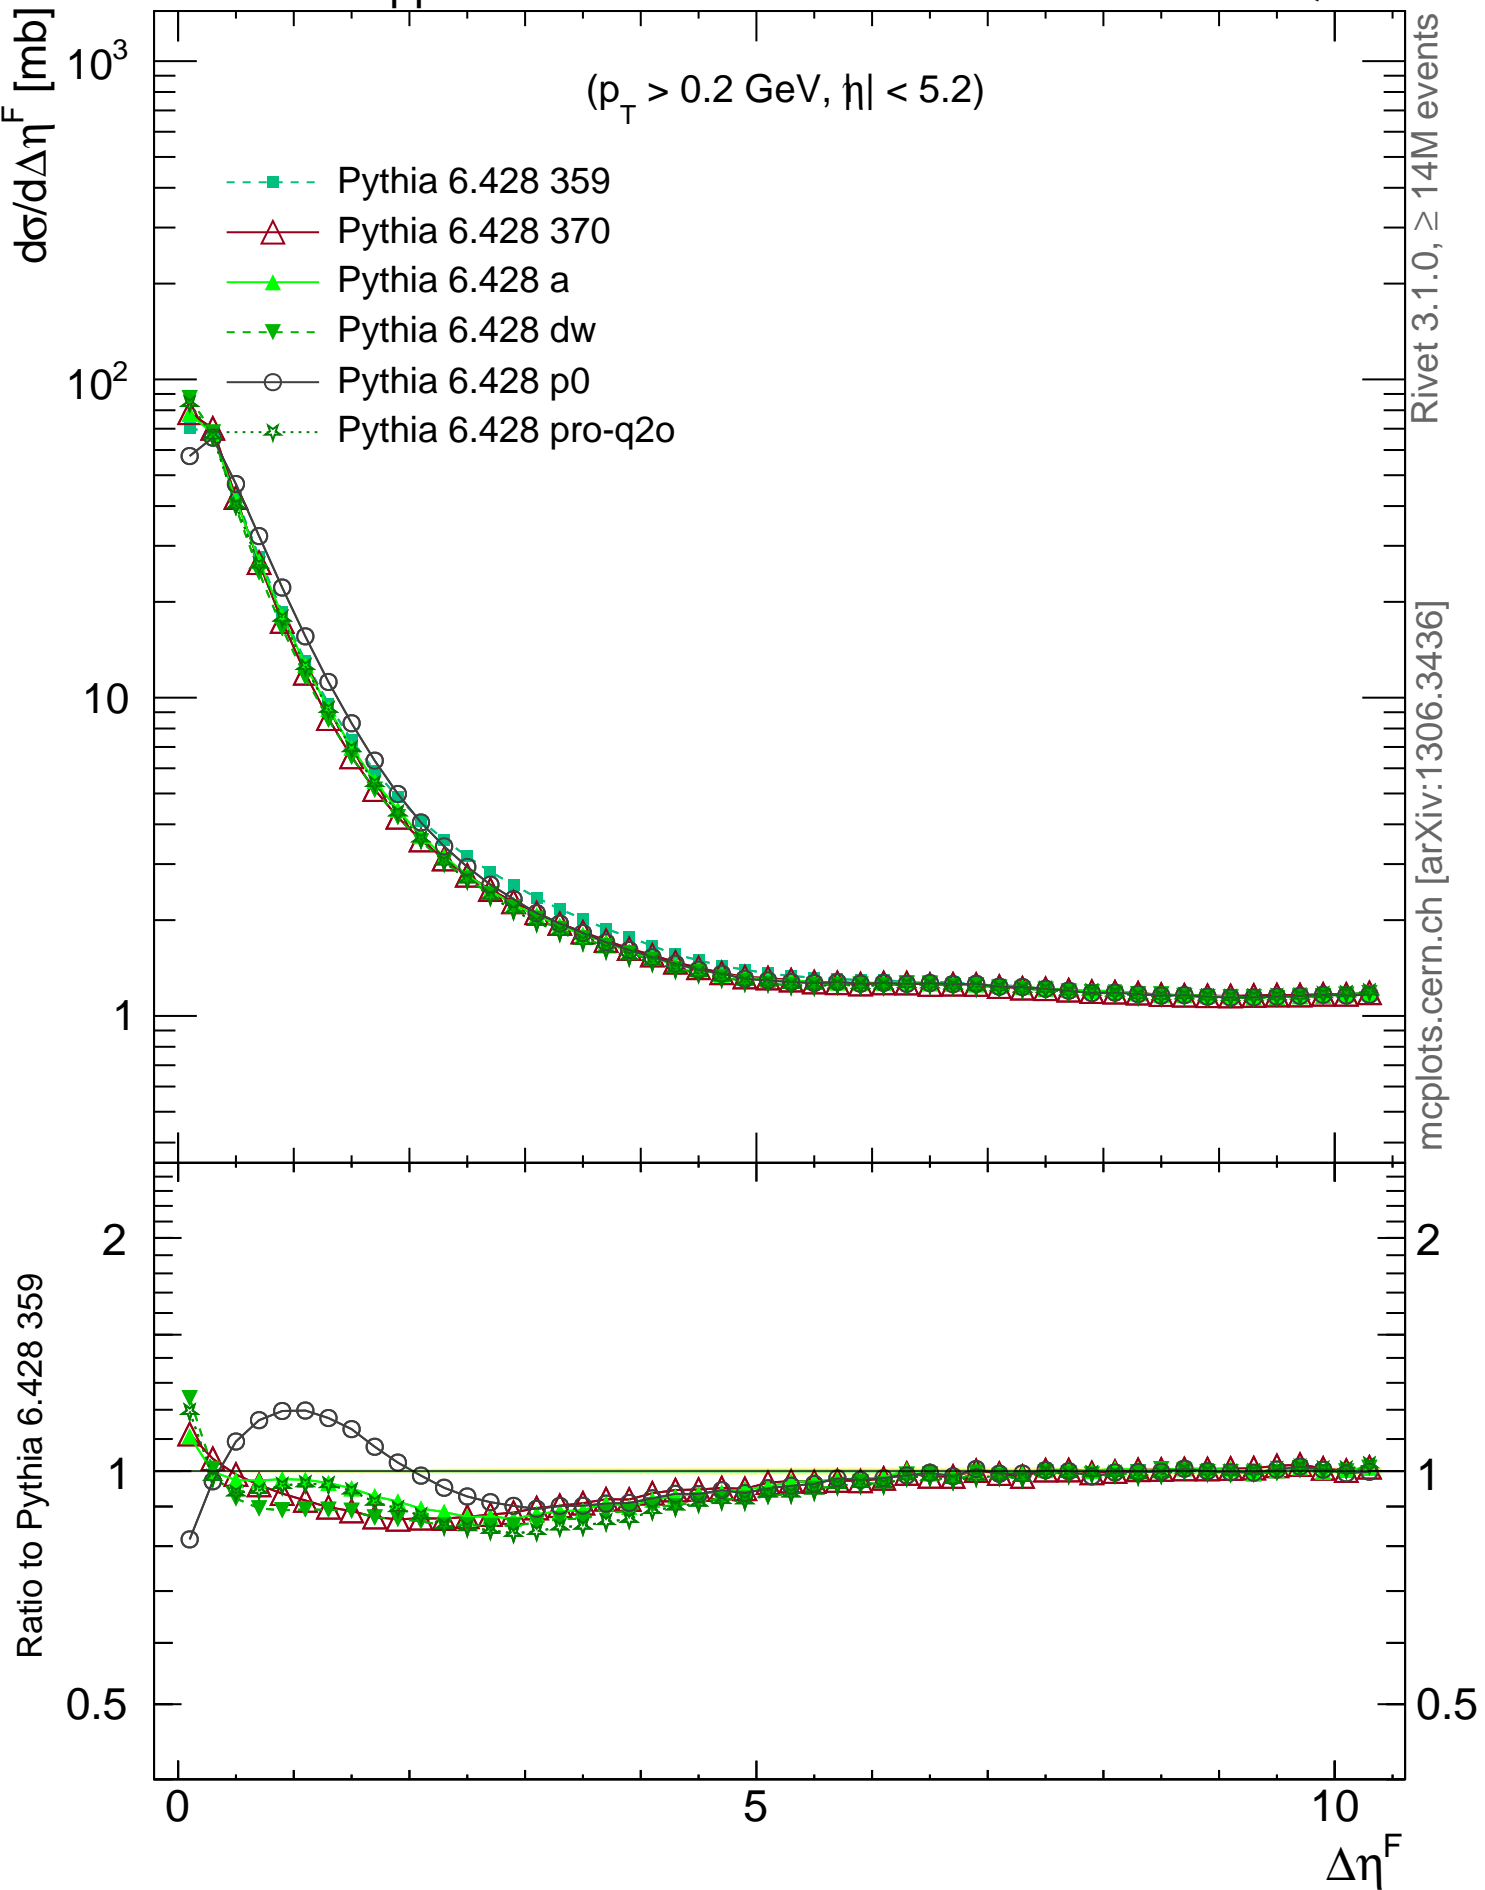 dσ/dΔη^F [mb]
10^3
10^2
10
1
(p_T > 0.2 GeV, |η| < 5.2)
Pythia 6.428 359
Pythia 6.428 370
Pythia 6.428 a
Pythia 6.428 dw
Pythia 6.428 p0
Pythia 6.428 pro-q2o
Rivet 3.1.0, ≥ 14M events
mcplots.cern.ch [arXiv:1306.3436]
Ratio to Pythia 6.428 359
2
1
0.5
2
1
0.5
0
5
10
Δη^F